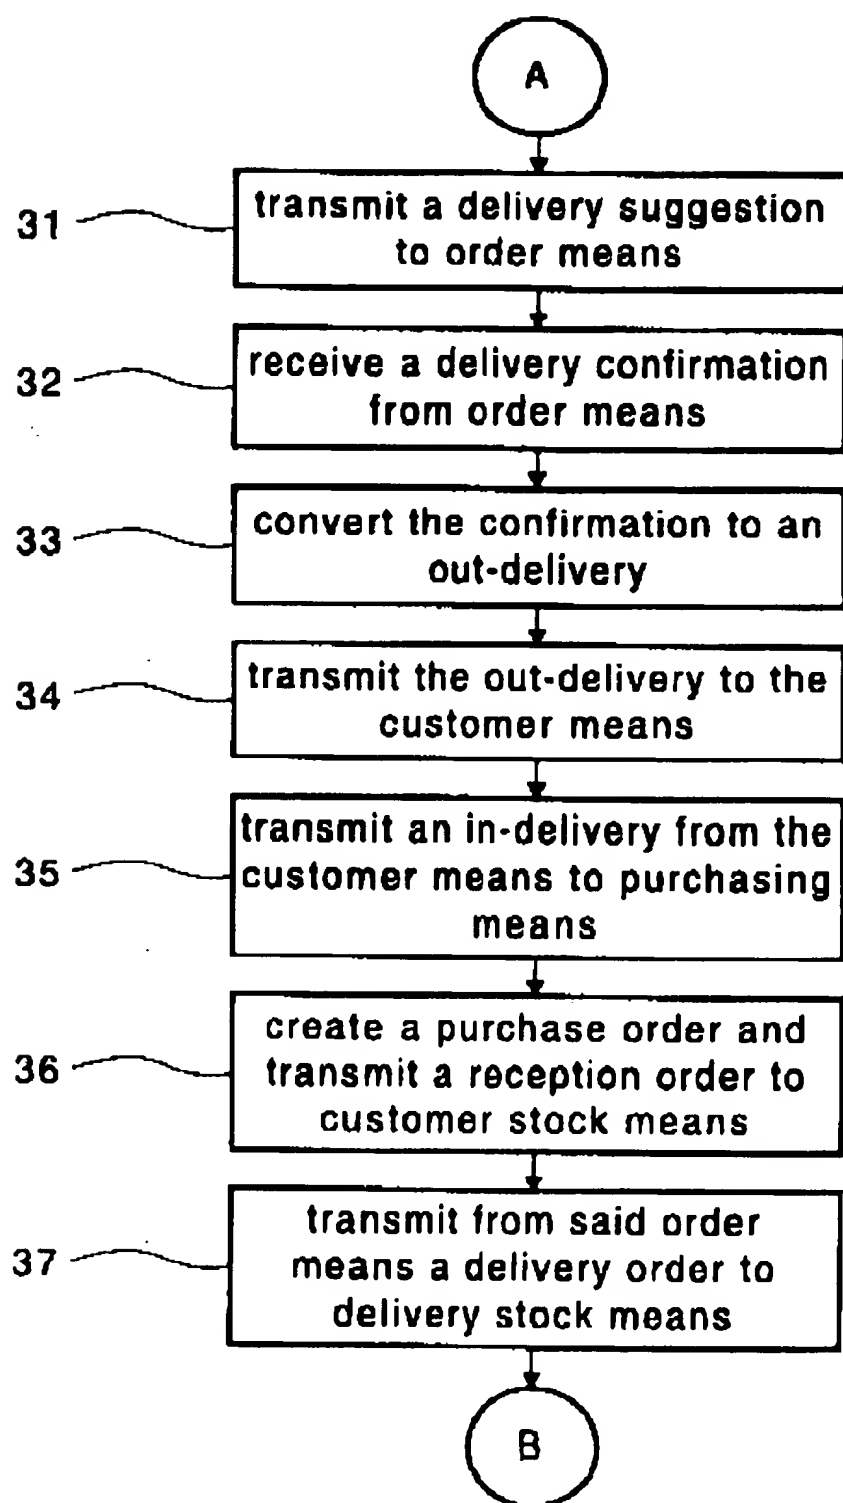 A
31
transmit a delivery suggestion
to order means
32
receive a delivery confirmation
from order means
33
convert the confirmation to an
out-delivery
34
transmit the out-delivery to the
customer means
35
transmit an in-delivery from the
customer means to purchasing
means
36
create a purchase order and
transmit a reception order to
customer stock means
37
transmit from said order
means a delivery order to
delivery stock means
B